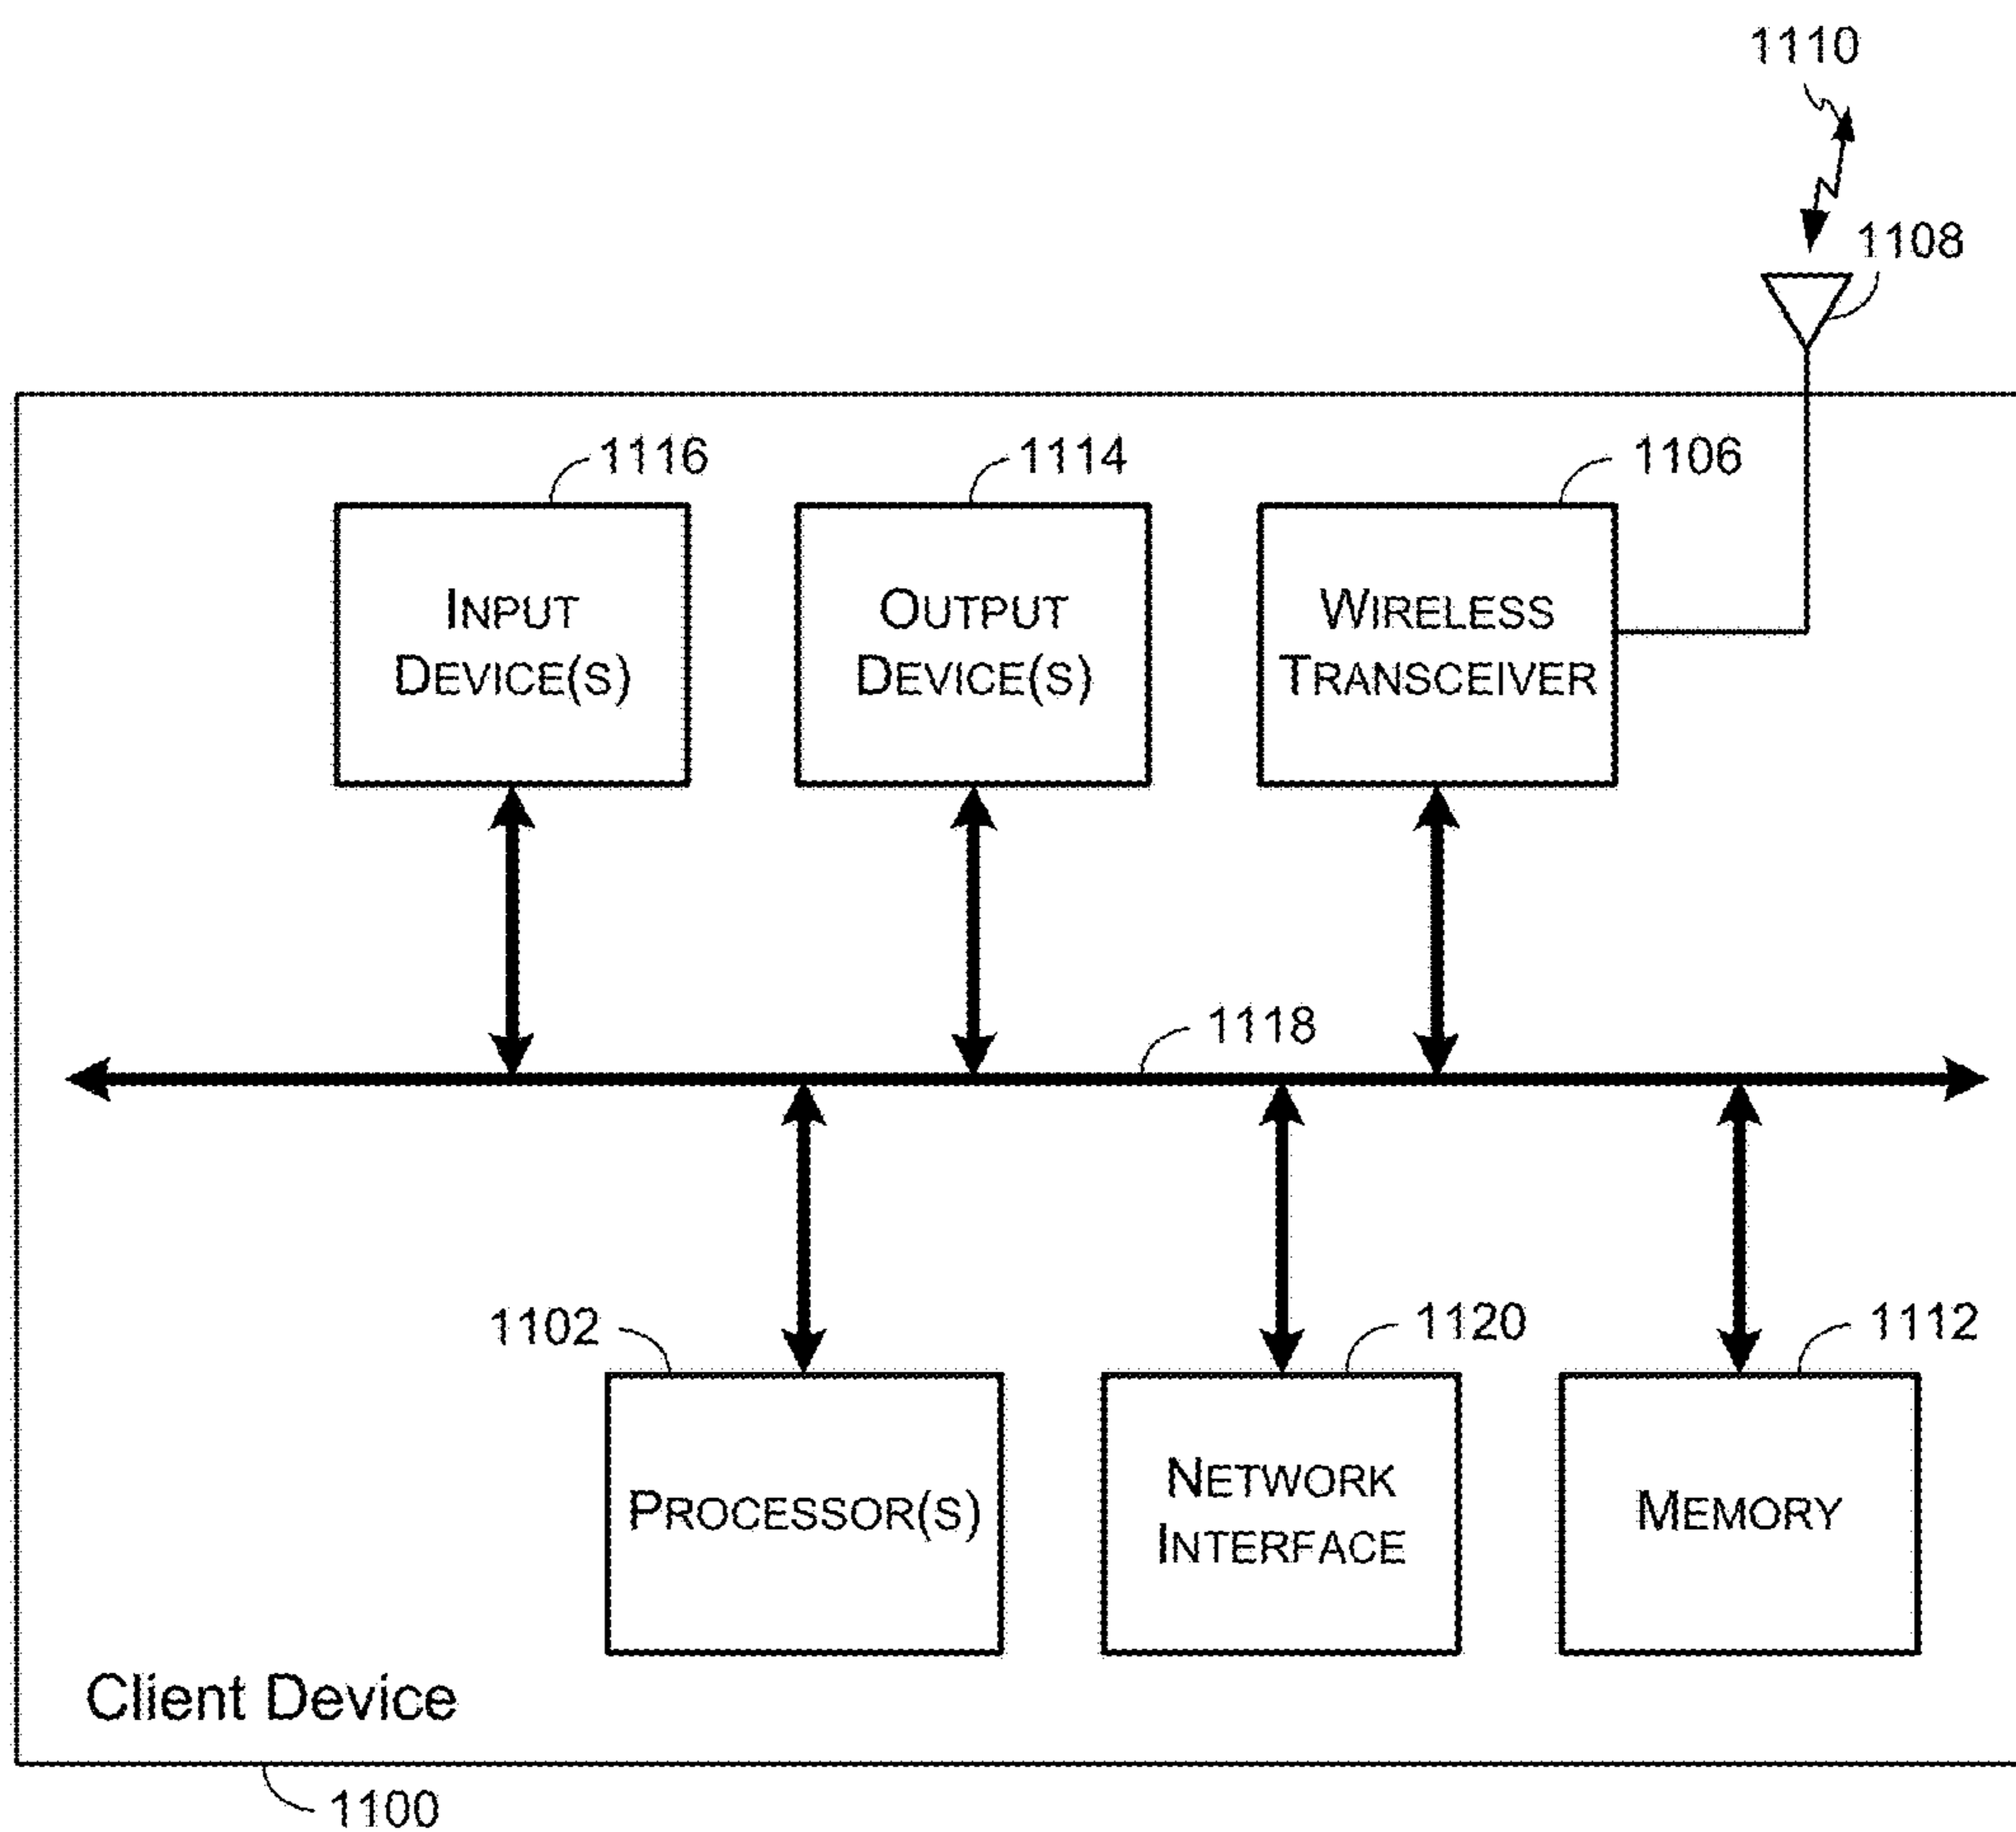 1110
1108
1116
1114
1106
INPUT
DEVICE(S)
OUTPUT
DEVICE(S)
WIRELESS
TRANSCEIVER
1118
1102
1120
1112
PROCESSOR(S)
NETWORK
INTERFACE
MEMORY
Client Device
1100